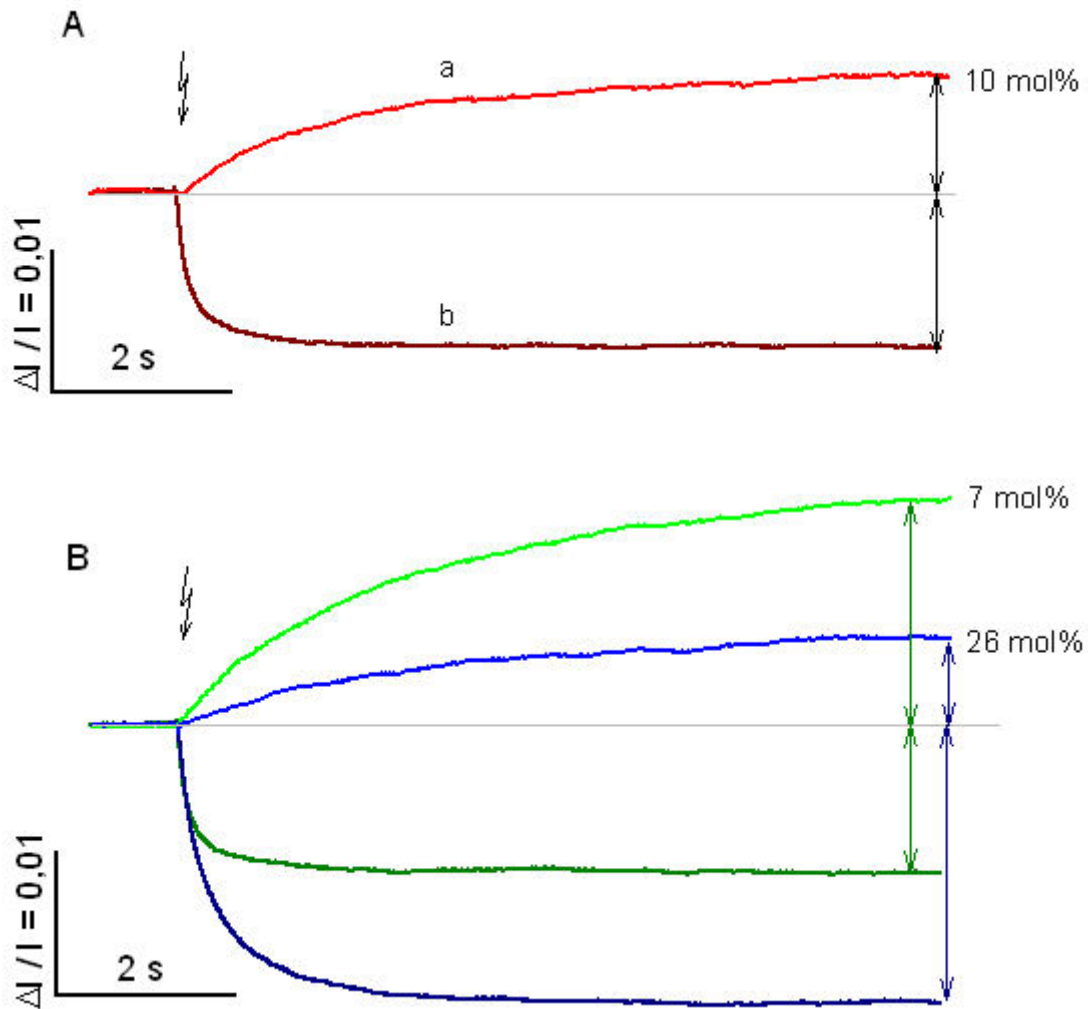 A
a
10 mol%
b
ΔI / I = 0,01
2 s
7 mol%
B
26 mol%
ΔI / I = 0,01
2 s